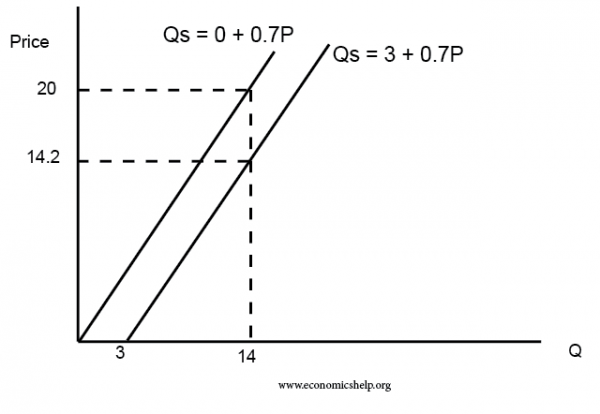 Qs = 0 + 0.7P
Price
Qs = 3 + 0.7P
20
14.2
3
14
Q
www.economicshelp.org